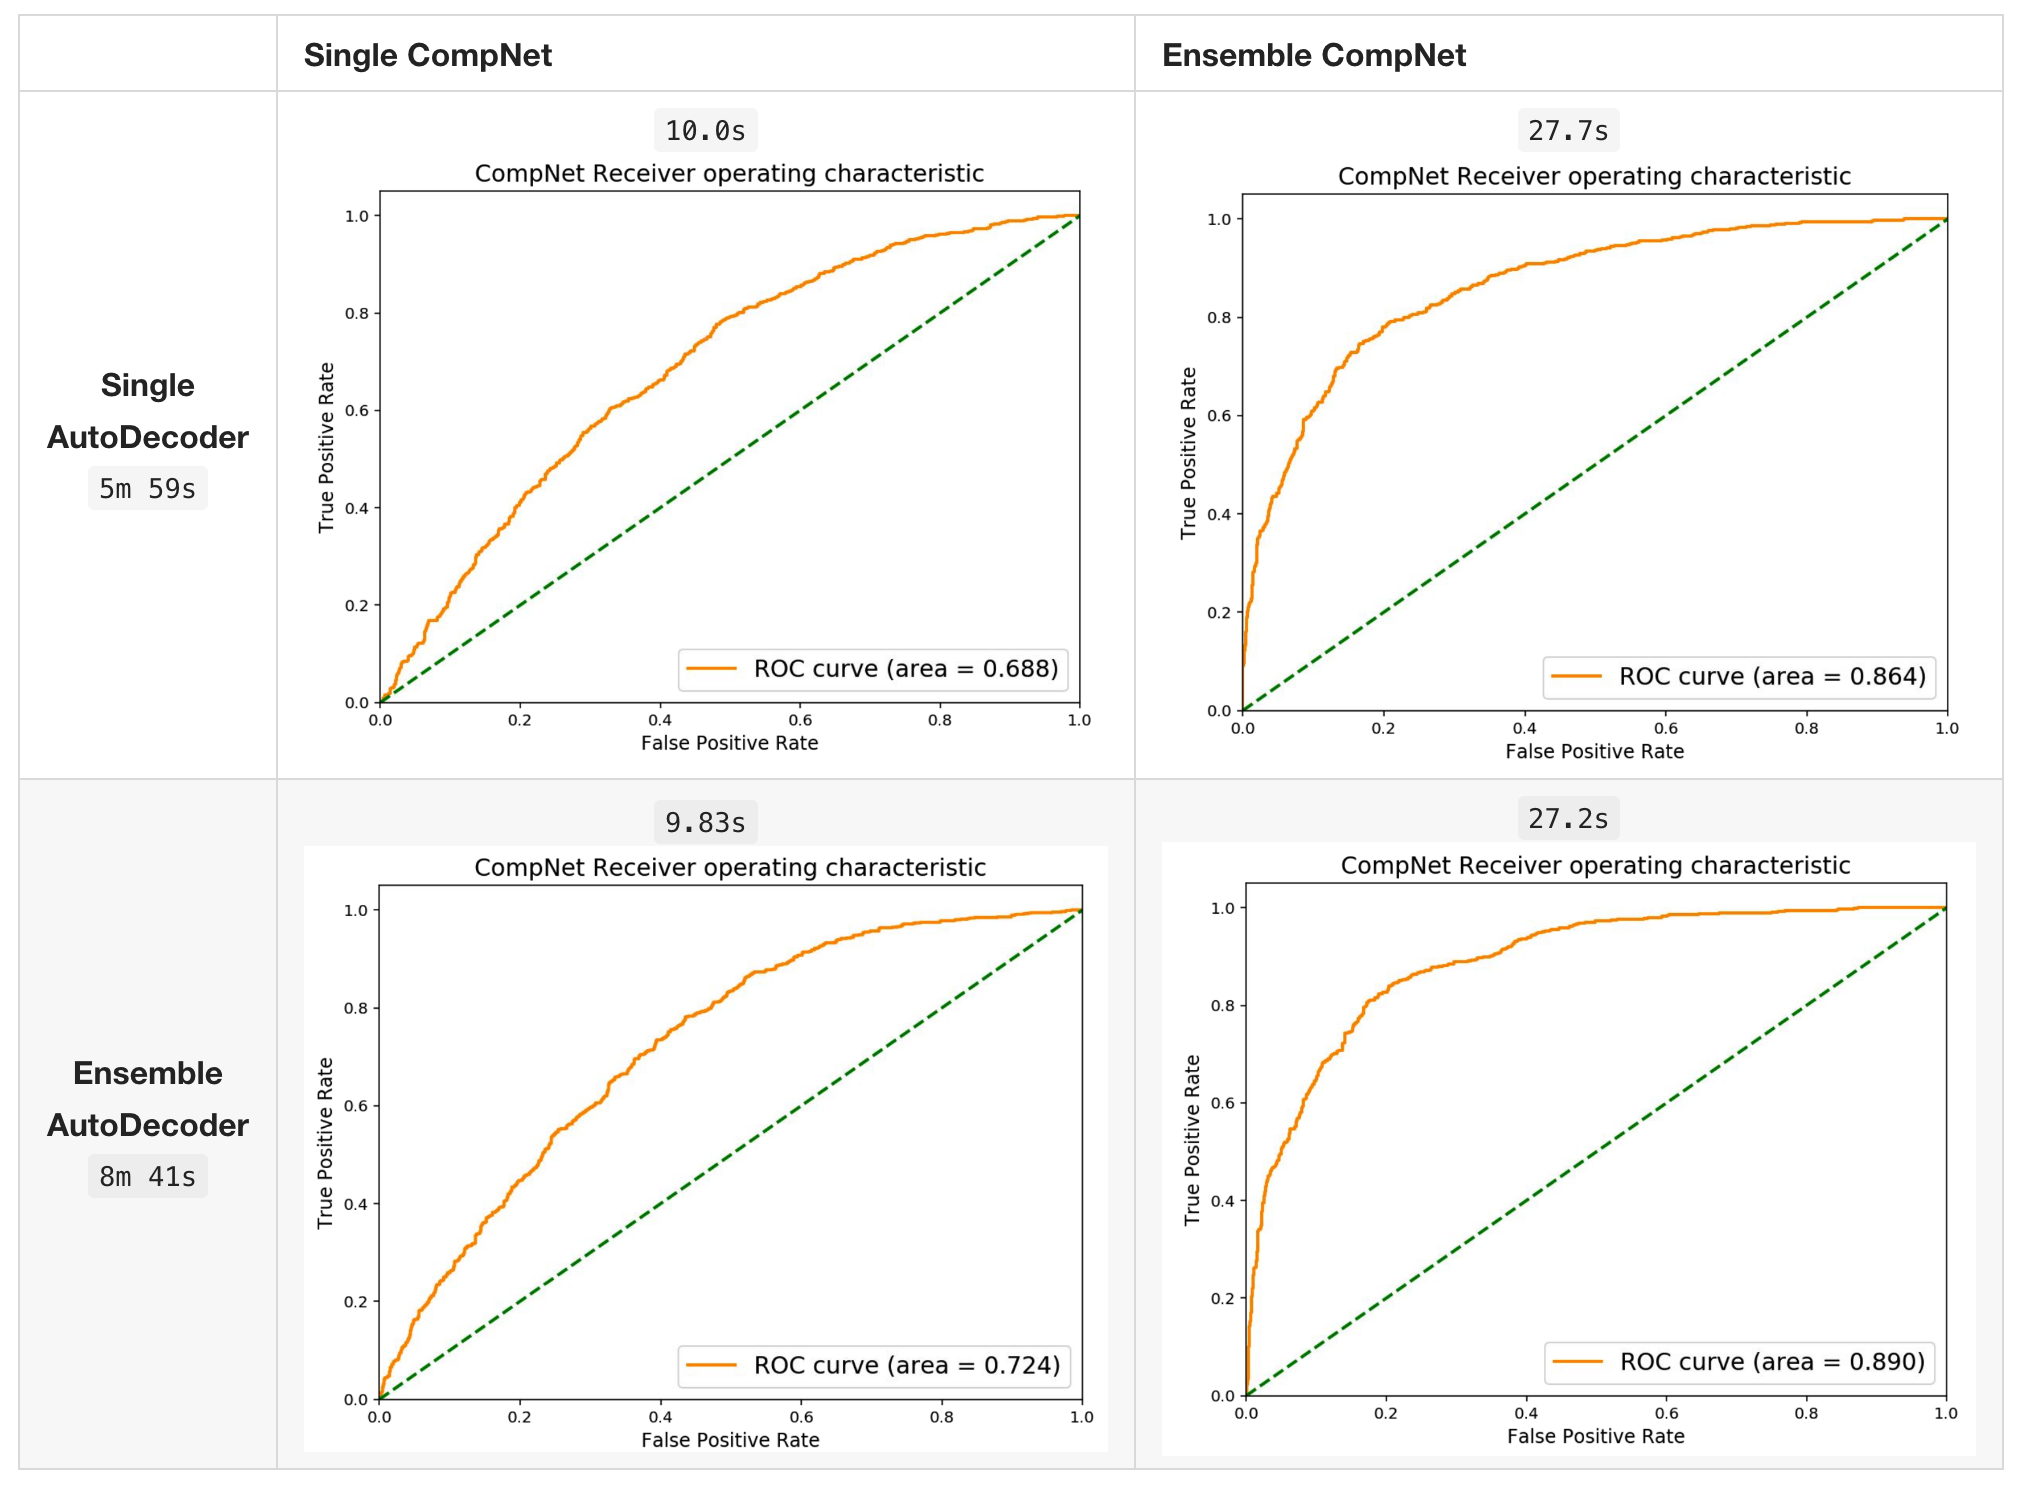 Single CompNet
Ensemble CompNet
Single
AutoDecoder
5m 59s
10.0s
CompNet Receiver operating characteristic
True Positive Rate
1.0
0.8
0.6
0.4
0.2
0.0
ROC curve (area = 0.688)
0.0 0.2 0.4 0.6 0.8 1.0
False Positive Rate
27.7s
CompNet Receiver operating characteristic
True Positive Rate
1.0
0.8
0.6
0.4
0.2
0.0
ROC curve (area = 0.864)
0.0 0.2 0.4 0.6 0.8 1.0
False Positive Rate
Ensemble
AutoDecoder
8m 41s
9.83s
CompNet Receiver operating characteristic
True Positive Rate
1.0
0.8
0.6
0.4
0.2
0.0
ROC curve (area = 0.724)
0.0 0.2 0.4 0.6 0.8 1.0
False Positive Rate
27.2s
CompNet Receiver operating characteristic
True Positive Rate
1.0
0.8
0.6
0.4
0.2
0.0
ROC curve (area = 0.890)
0.0 0.2 0.4 0.6 0.8 1.0
False Positive Rate